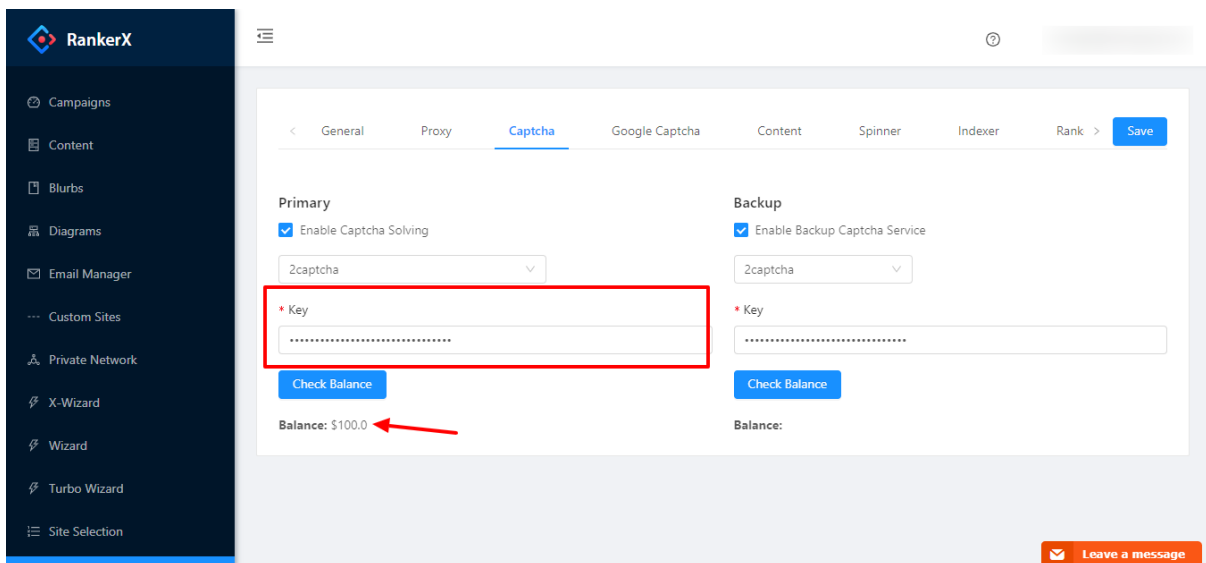 RankerX
Campaigns
Content
Blurbs
Diagrams
Email Manager
Custom Sites
Private Network
X-Wizard
Wizard
Turbo Wizard
Site Selection
General Proxy Captcha Google Captcha Content Spinner Indexer Rank > Save
Primary
Enable Captcha Solving
2captcha
* Key
••••••••••••••••••••••••••••••••
Check Balance
Balance: $100.0
Backup
Enable Backup Captcha Service
2captcha
* Key
••••••••••••••••••••••••••••••••
Check Balance
Balance:
Leave a message